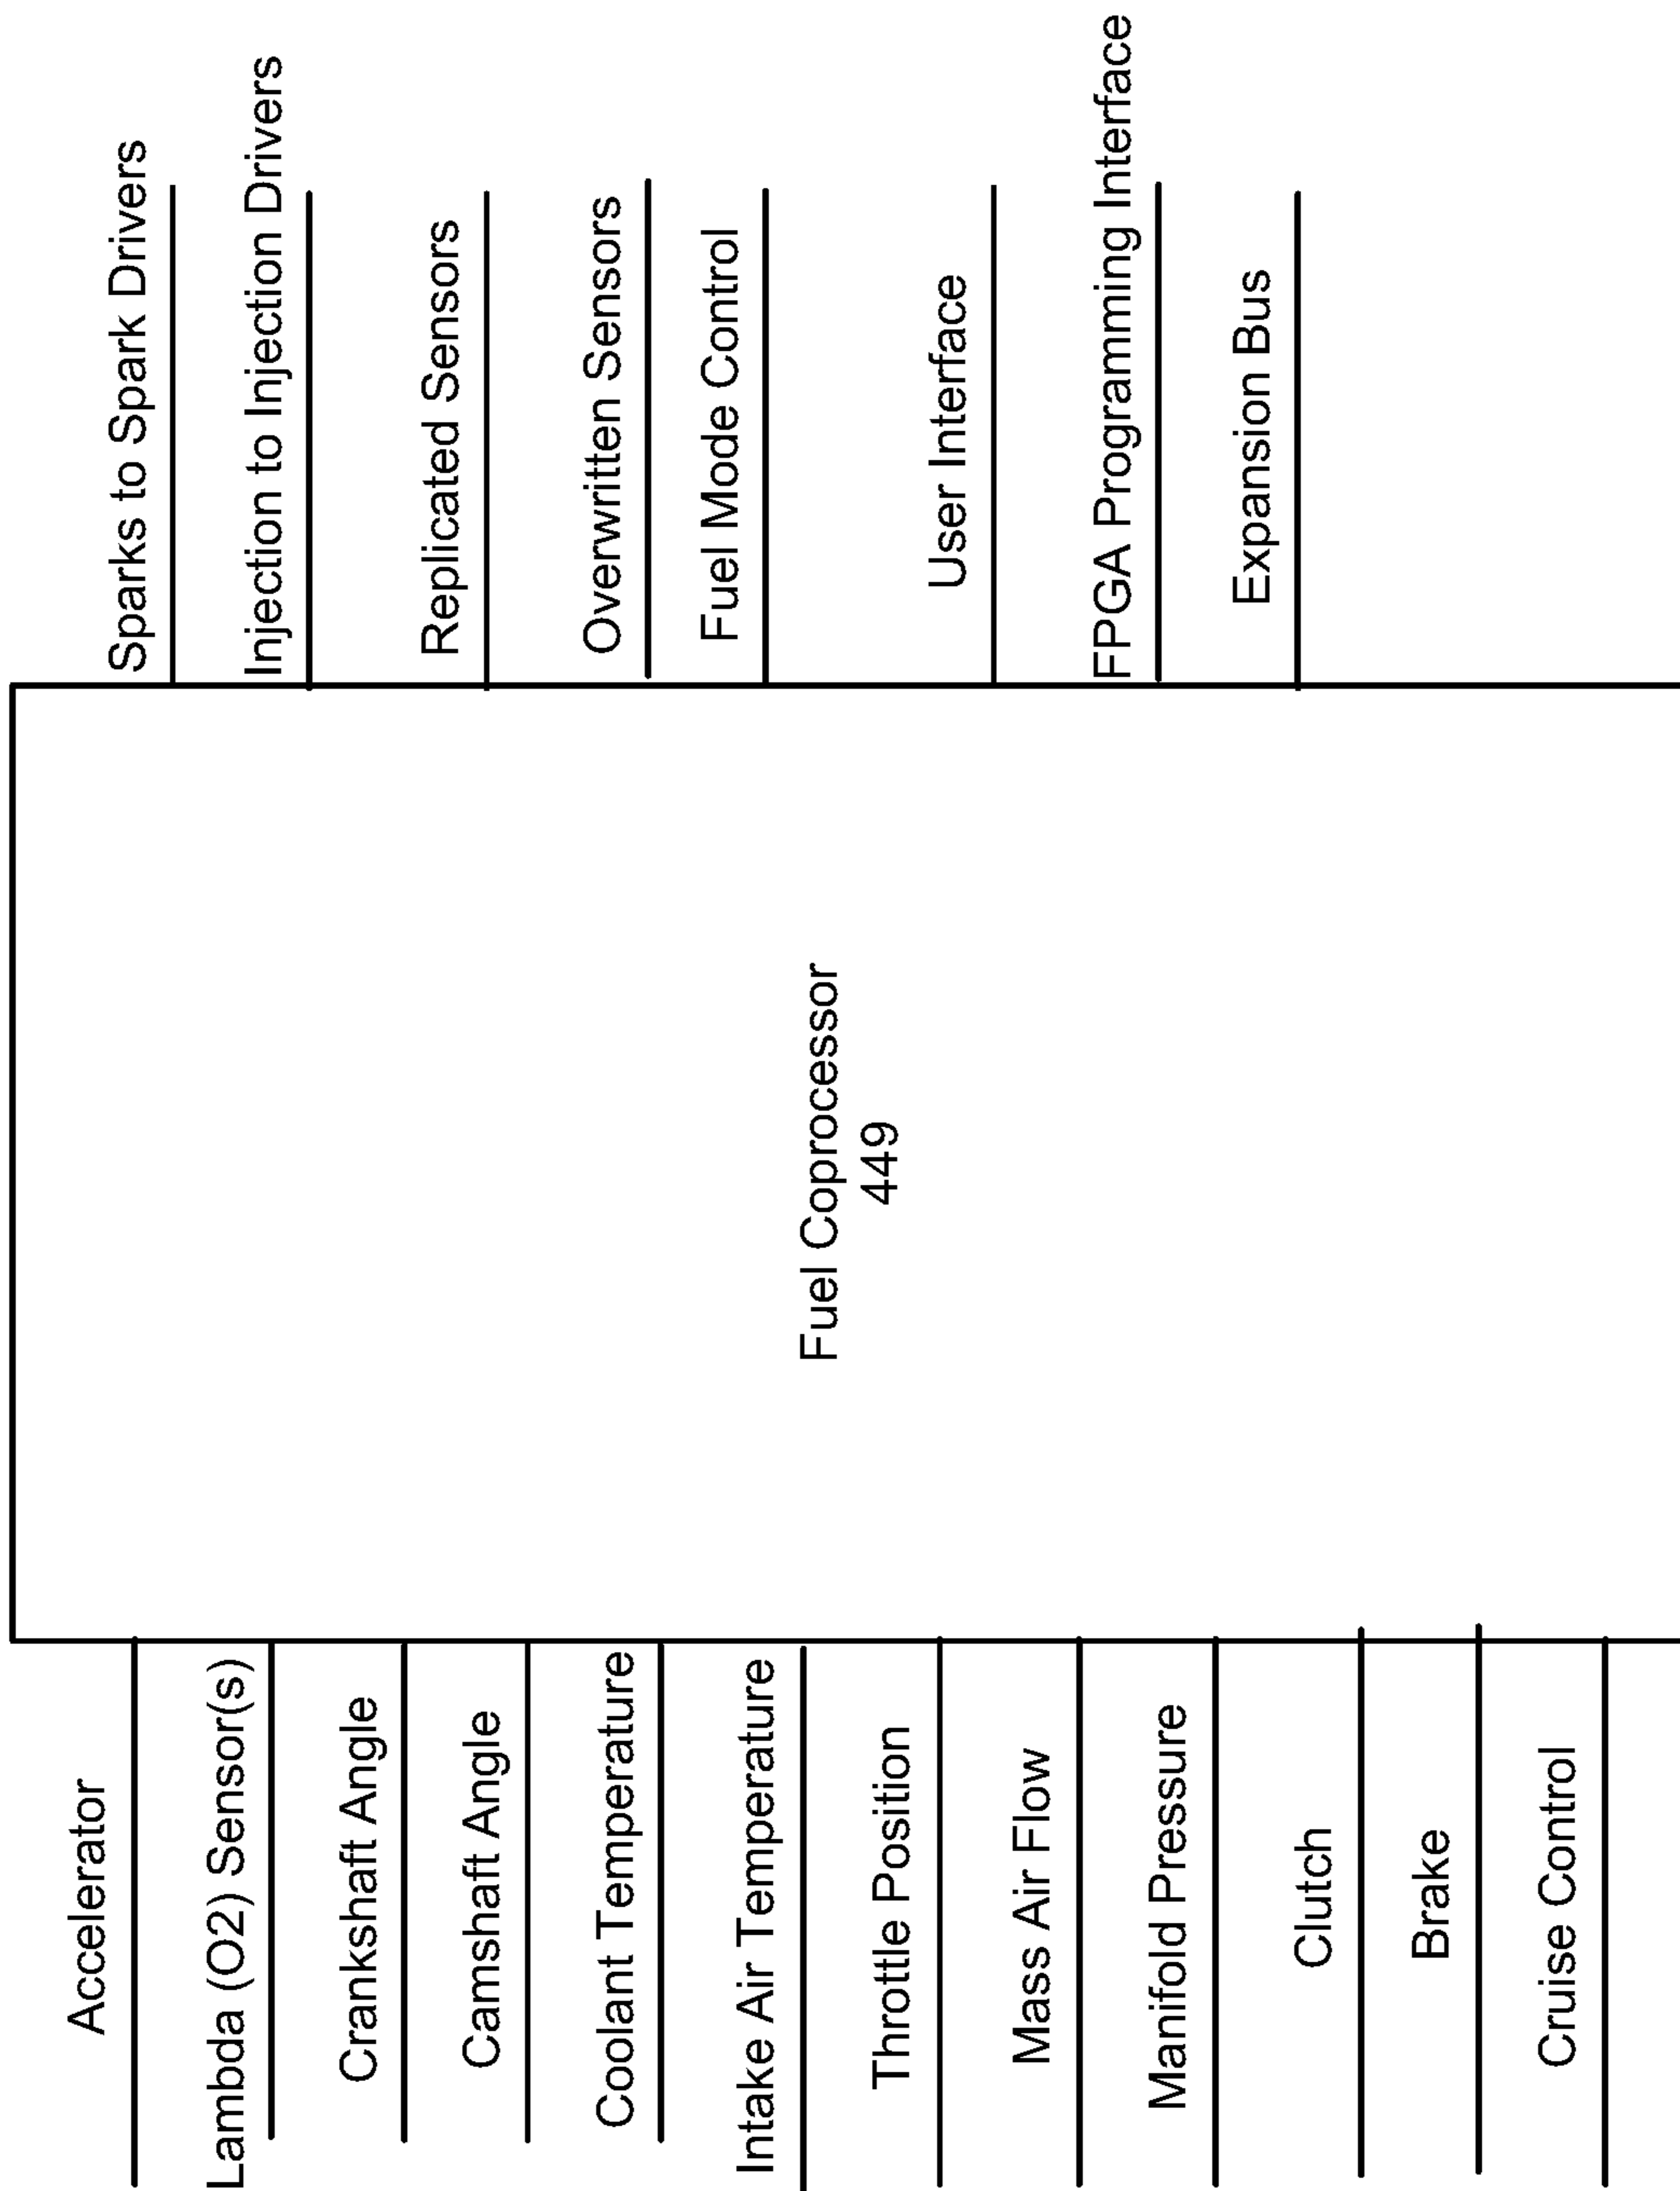 Accelerator
Lambda (O2) Sensor(s)
Crankshaft Angle
Camshaft Angle
Coolant Temperature
Intake Air Temperature
Throttle Position
Mass Air Flow
Manifold Pressure
Clutch
Brake
Cruise Control
Fuel Coprocessor
449
Sparks to Spark Drivers
Injection to Injection Drivers
Replicated Sensors
Overwritten Sensors
Fuel Mode Control
User Interface
FPGA Programming Interface
Expansion Bus